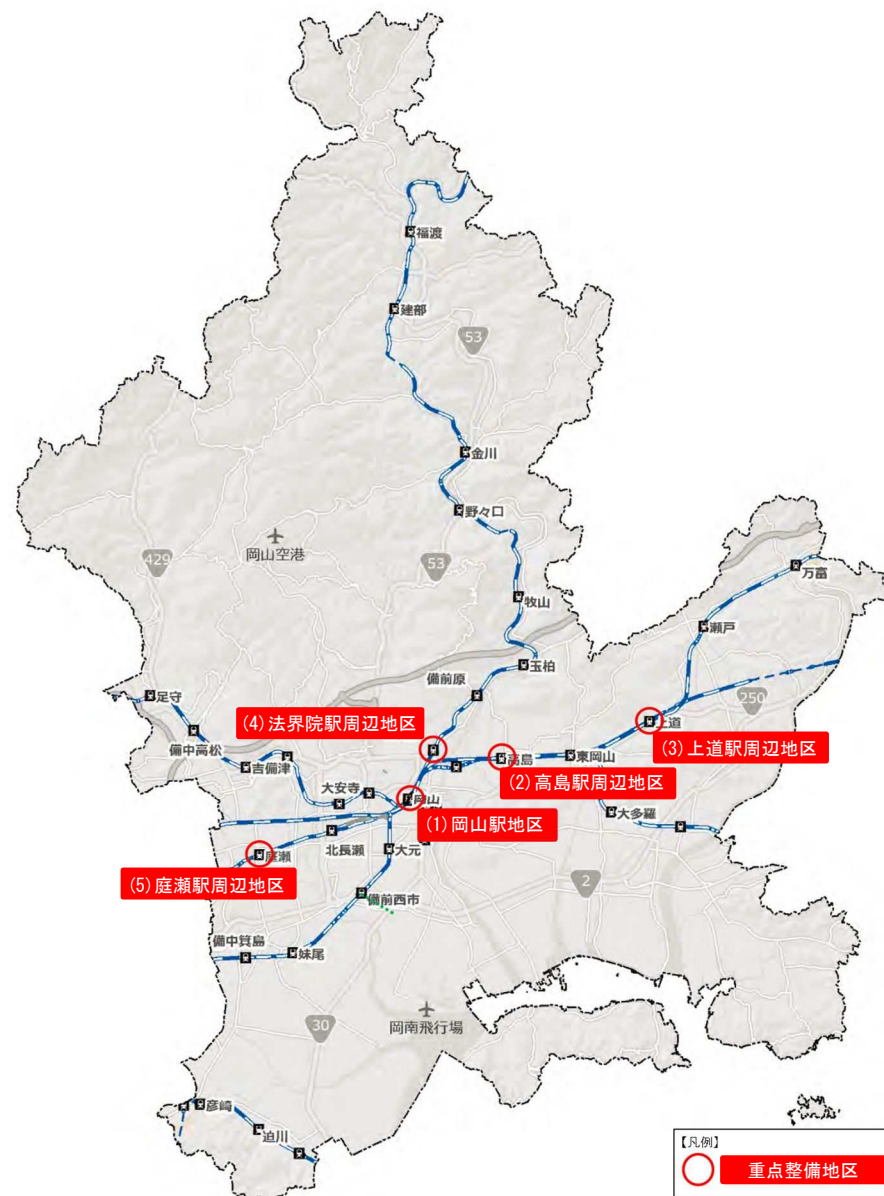 福渡
建部
53
金川
野々口
岡山空港
429
53
万富
牧山
瀬戸
玉柏
備前原
足守
250
上道
(4)法界院駅周辺地区
(3)上道駅周辺地区
備中高松
高島
東岡山
吉備津
(2)高島駅周辺地区
大安寺
岡山
大多羅
(1)岡山駅地区
北長瀬
大元
庭瀬
(5)庭瀬駅周辺地区
2
備前西市
備中箕島
妹尾
30
岡南飛行場
彦崎
迫川
【凡例】
重点整備地区